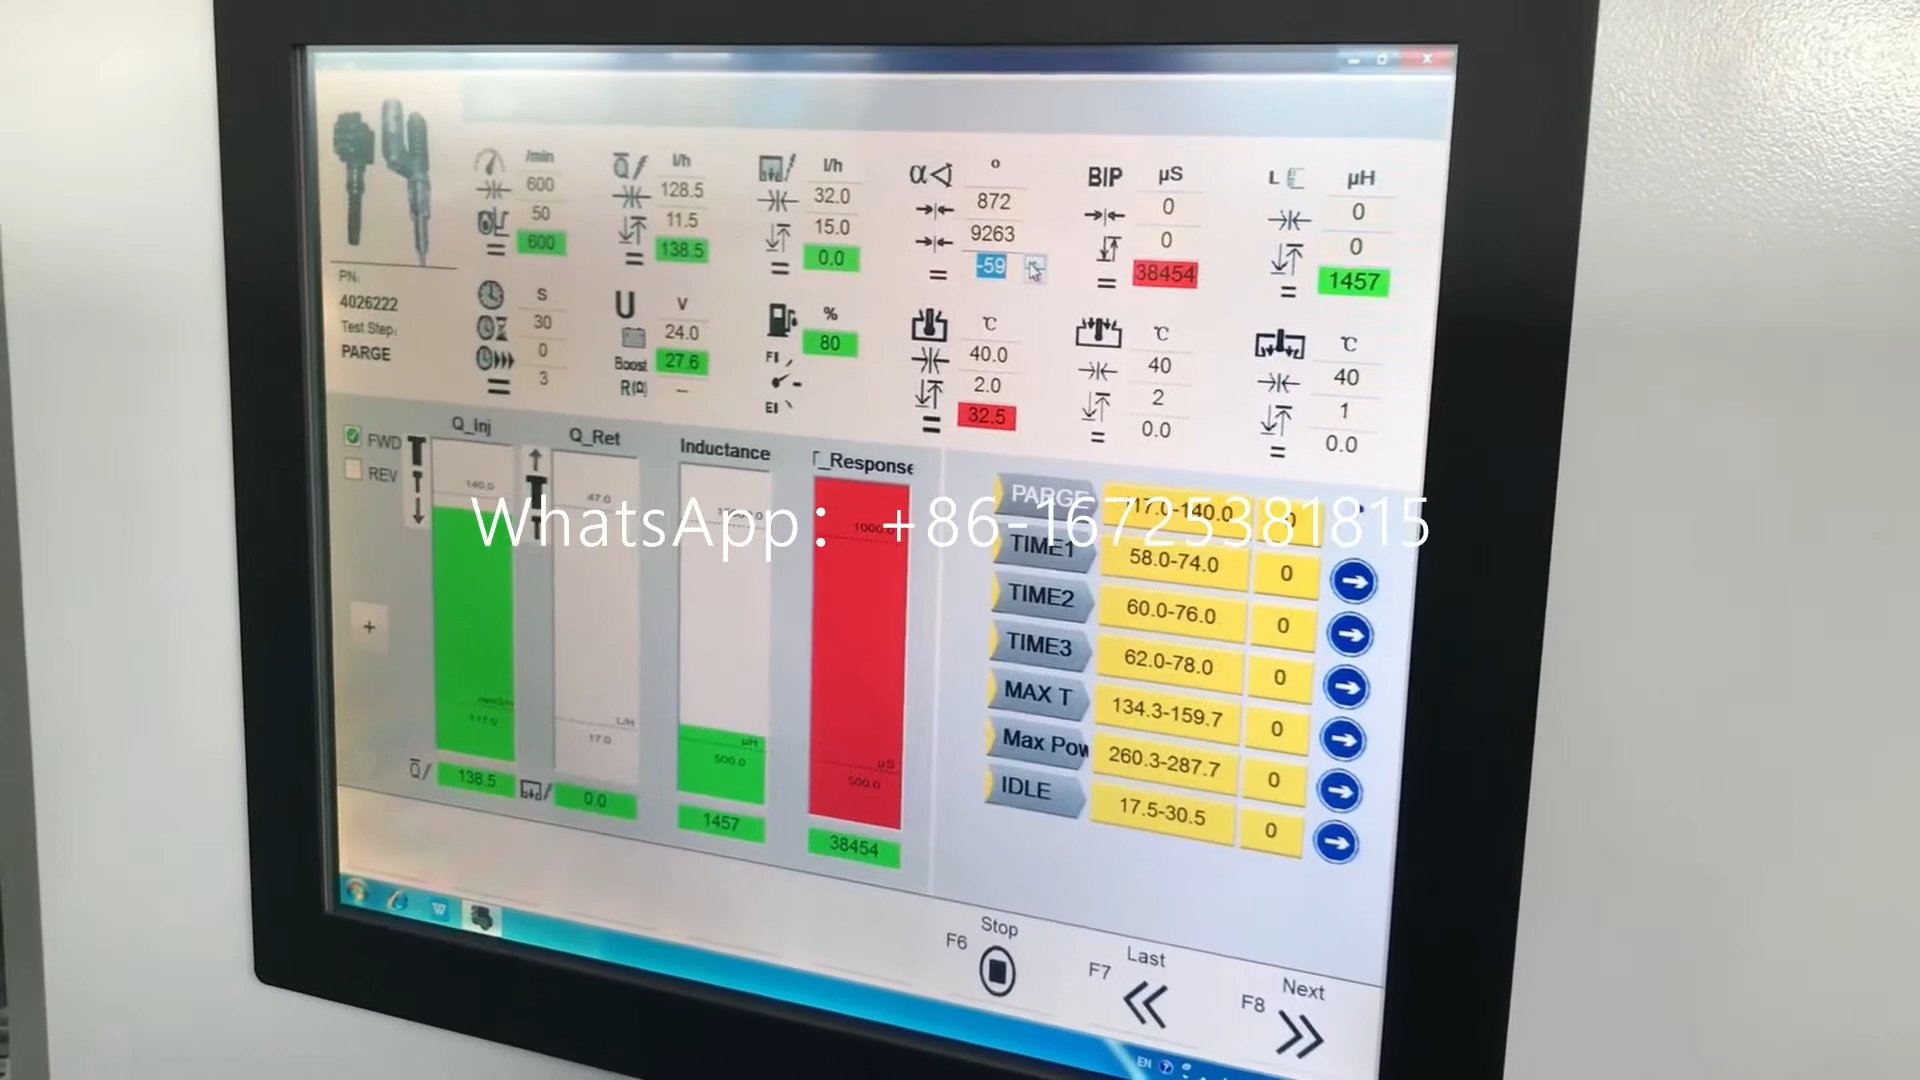 /min
600
50
600
l/h
128.5
11.5
138.5
l/h
32.0
15.0
0.0
α
°
872
9263
-59
BIP
µS
0
0
38454
L
µH
0
0
1457
PN:
4026222
Test Step:
PARGE
S
30
0
3
U
V
24.0
Boost
27.6
R(Ω)
–
%
80
°C
40.0
2.0
32.5
°C
40
2
0.0
°C
40
1
0.0
FWD
REV
+
Q_Inj
140.0
117.0
138.5
Q_Ret
47.0
L/H
17.0
0.0
Inductance
µH
500.0
1457
_Response
1000.0
µS
500.0
38454
PARGE
17.0-140.0
0
TIME1
58.0-74.0
0
TIME2
60.0-76.0
0
TIME3
62.0-78.0
0
MAX T
134.3-159.7
0
Max Pow
260.3-287.7
0
IDLE
17.5-30.5
0
WhatsApp：+86-16725381815
F6
Stop
F7
Last
F8
Next
EN